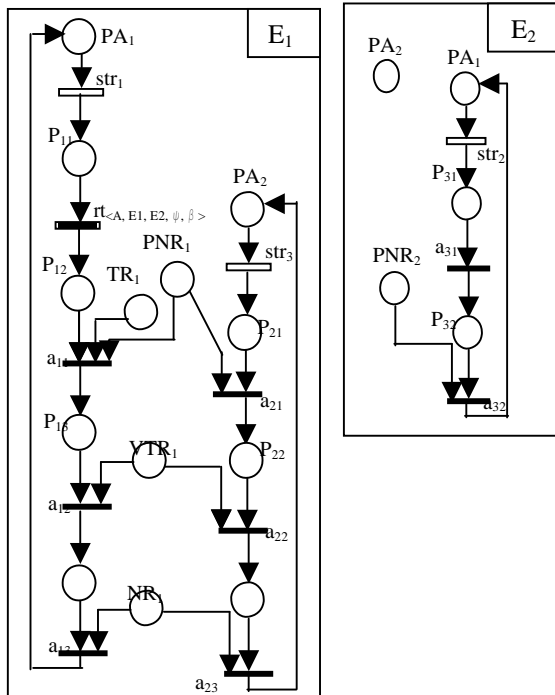 E1
PA1
str1
P11
rt<A, E1, E2, ψ, β >
P12
TR1
PNR1
a11
P13
VTR1
a12
NR1
a13
PA2
str3
P21
a21
P22
a22
a23
E2
PA2
PA1
str2
P31
a31
PNR2
P32
a32